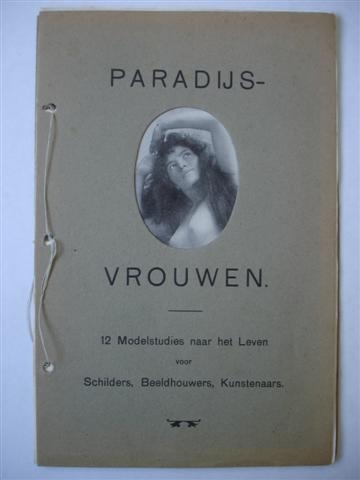 PARADIJS-
VROUWEN.
12 Modelstudies naar het Leven
voor
Schilders, Beeldhouwers, Kunstenaars.